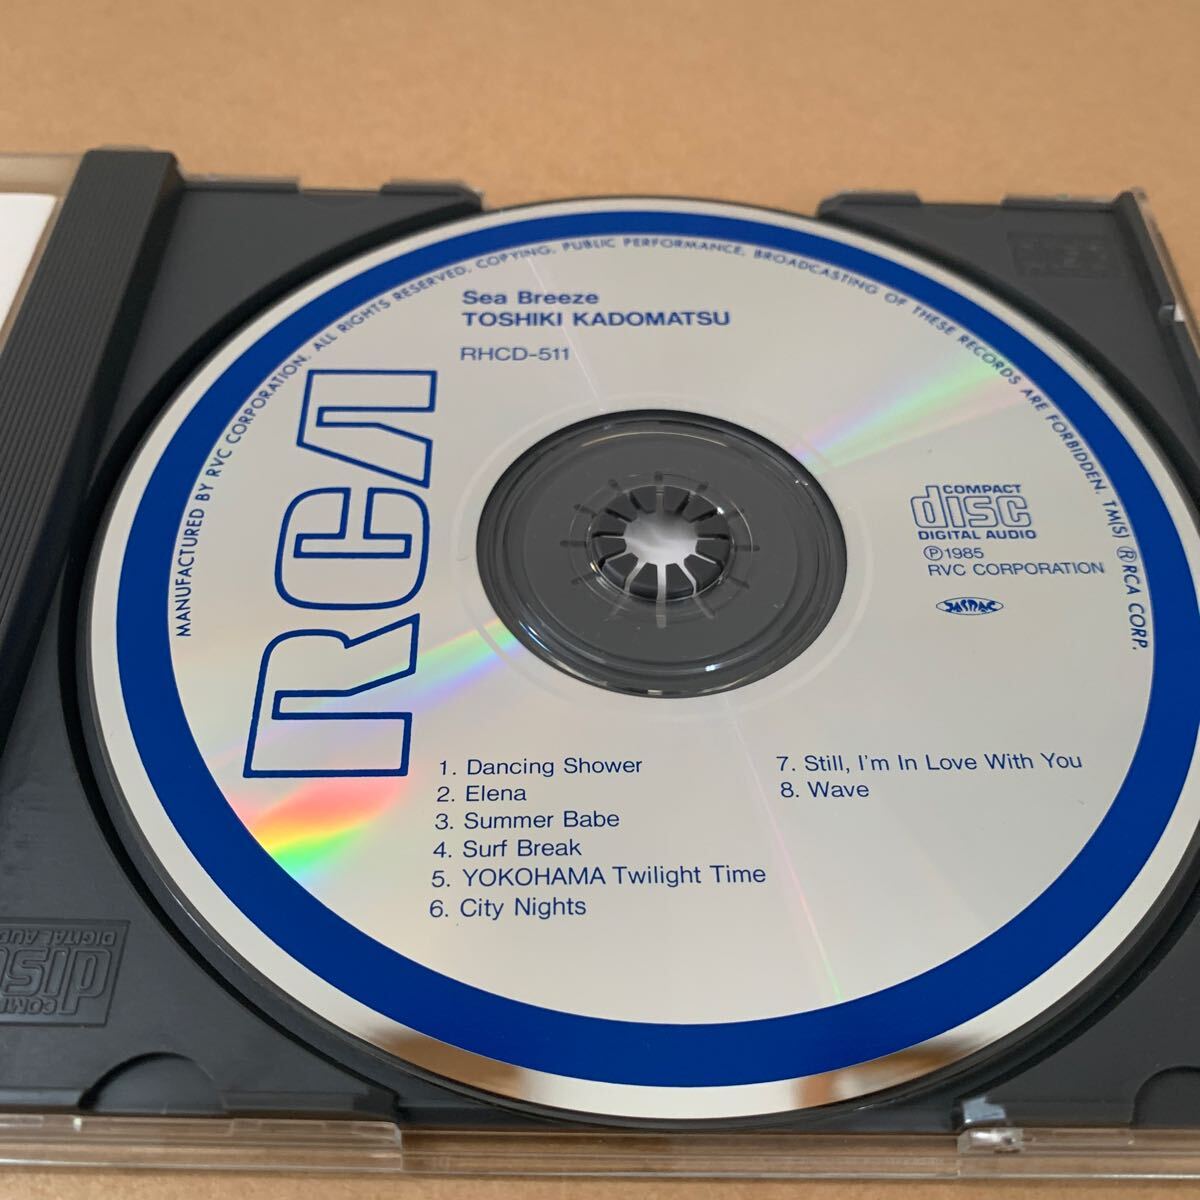 MANUFACTURED BY RVC CORPORATION. ALL RIGHTS RESERVED. COPYING, PUBLIC PERFORMANCE, BROADCASTING OF THESE RECORDS ARE FORBIDDEN. TM(S) ®RCA CORP.
Sea Breeze
TOSHIKI KADOMATSU
RHCD-511
RCA
COMPACT
disc
DIGITAL AUDIO
Ⓟ1985
RVC CORPORATION
JASRAC
1. Dancing Shower
2. Elena
3. Summer Babe
4. Surf Break
5. YOKOHAMA Twilight Time
6. City Nights
7. Still, I'm In Love With You
8. Wave